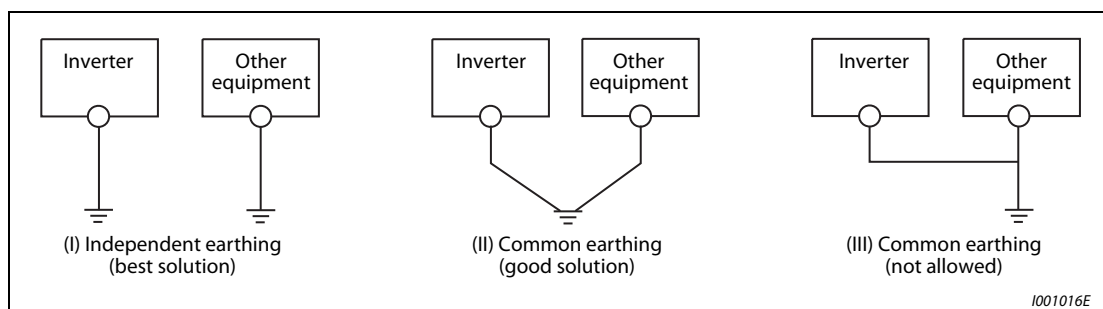 Inverter
Other
equipment
Inverter
Other
equipment
Inverter
Other
equipment
(I) Independent earthing
(best solution)
(II) Common earthing
(good solution)
(III) Common earthing
(not allowed)
I001016E